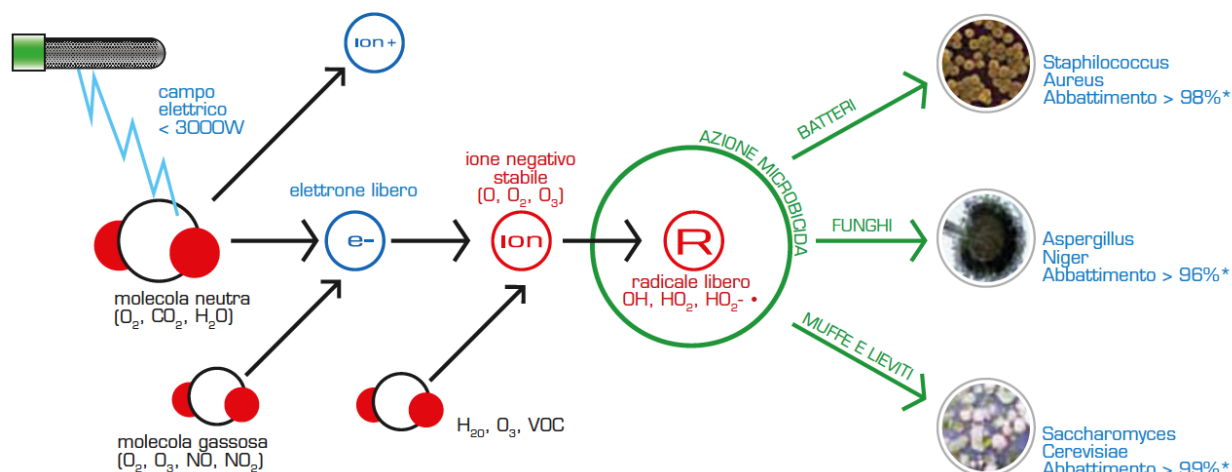 ion+
campo
elettrico
< 3000W
molecola neutra
(O₂, CO₂, H₂O)
elettrone libero
e-
molecola gassosa
(O₂, O₃, NO, NO₂)
ione negativo
stabile
(O, O₂, O₃)
ion
H₂₀, O₃, VOC
AZIONE MICROBICIDA
R
radicale libero
OH, HO₂, HO₂- •
BATTERI
Staphilococcus
Aureus
Abbattimento > 98%*
FUNGHI
Aspergillus
Niger
Abbattimento > 96%*
MUFFE E LIEVITI
Saccharomyces
Cerevisiae
Abbattimento > 99%*